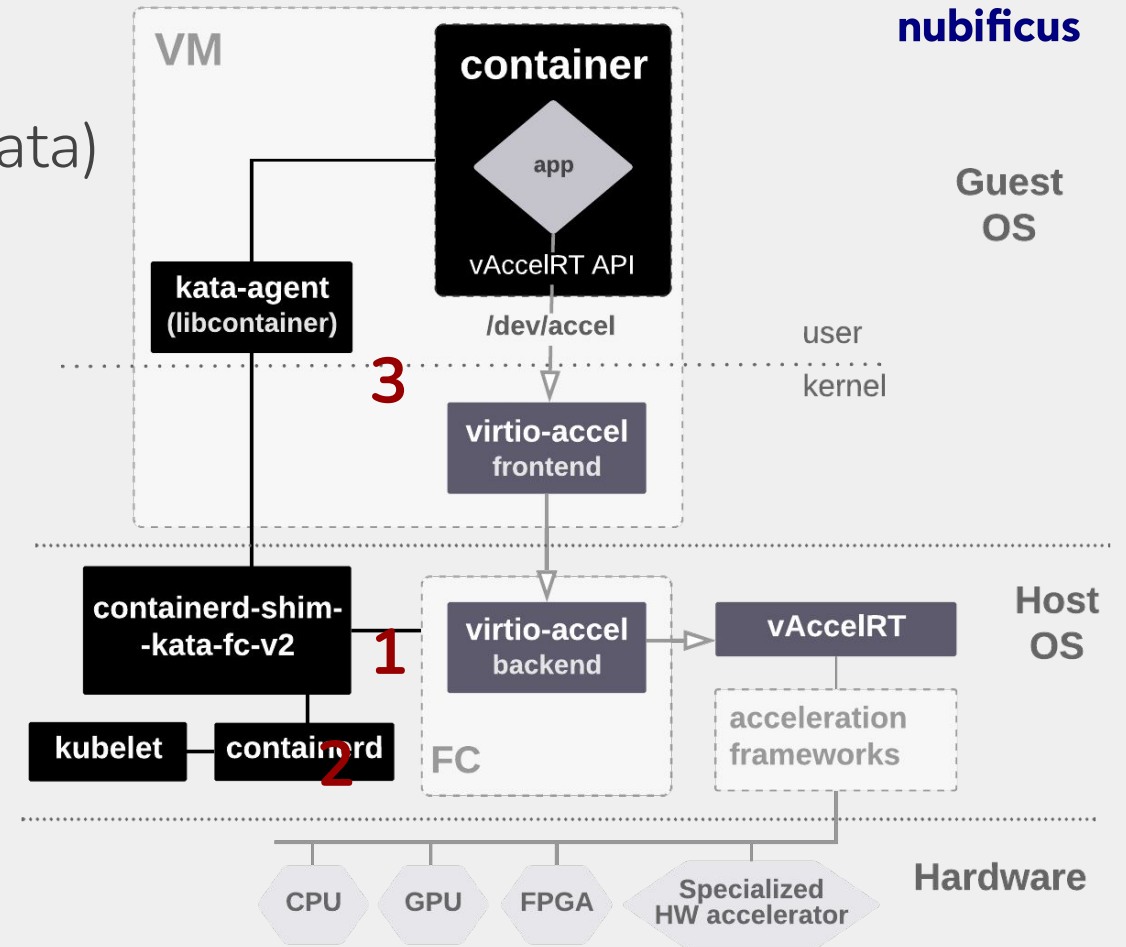 nubificus
ata)
VM
container
app
vAccelRT API
Guest
OS
kata-agent
(libcontainer)
/dev/accel
user
3
kernel
virtio-accel
frontend
containerd-shim-
-kata-fc-v2
1
virtio-accel
backend
vAccelRT
Host
OS
kubelet
containerd
2
FC
acceleration
frameworks
CPU
GPU
FPGA
Specialized
HW accelerator
Hardware